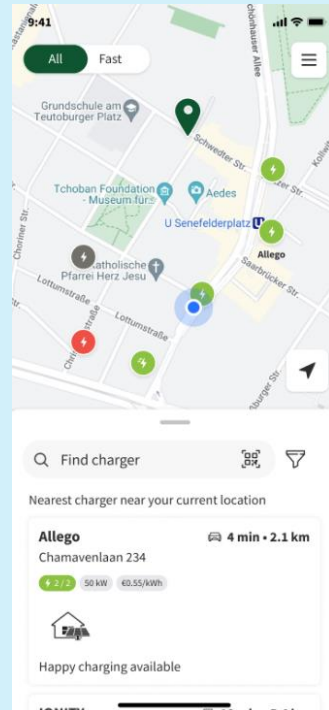 9:41
All
Fast
Schönhauser Allee
Grundschule am
Teutoburger Platz
Schwedter Str.
Tchoban Foundation
- Museum für...
Aedes
U Senefelderplatz
Allego
Choriner Str.
Saarbrücker Str.
Katholische
Pfarrei Herz Jesu
Lottumstraße
Lottumstraße
Find charger
Nearest charger near your current location
Allego
4 min • 2.1 km
Chamavenlaan 234
2/2
50 kW
€0.55/kWh
Happy charging available